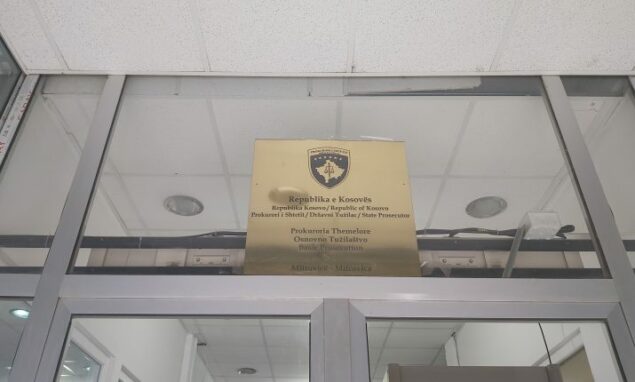 Republika e Kosovës
Republika Kosovo/Republic of Kosovo
Prokurori i Shtetit/Državni Tužilac/State Prosecutor
Prokuroria Themelore
Osnovno Tužilaštvo
Basic Prosecution
Mitrovicë - Mitrovica